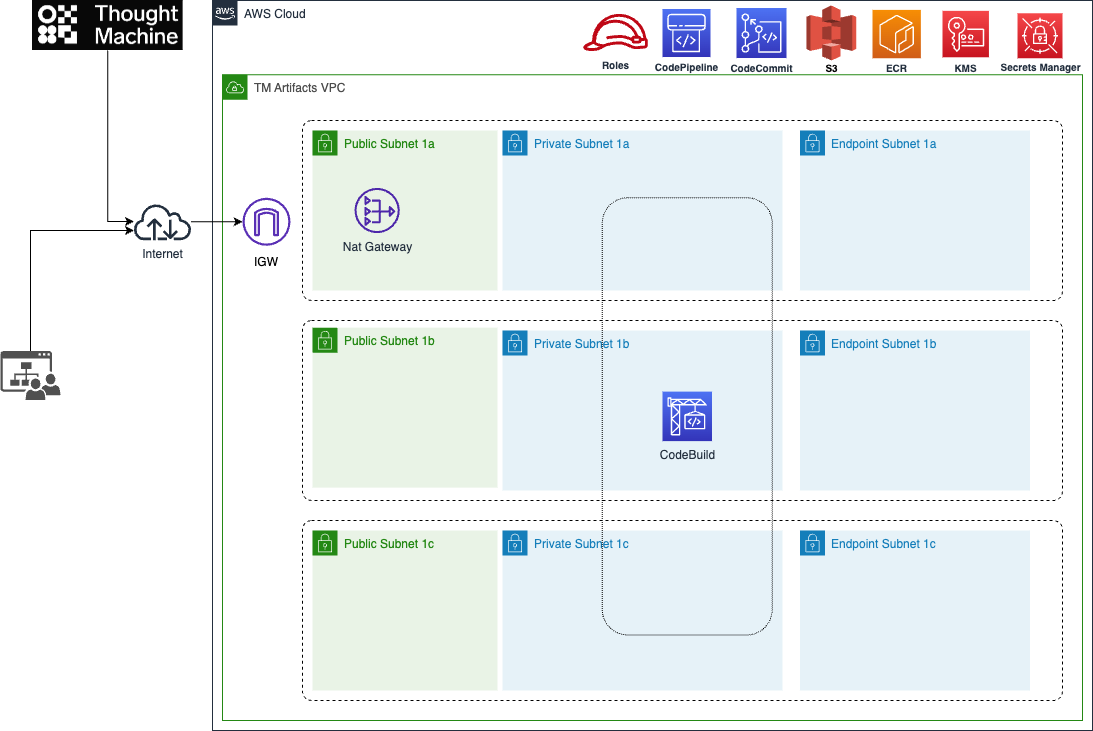 Thought
Machine
aws
AWS Cloud
Roles
CodePipeline
CodeCommit
S3
ECR
KMS
Secrets Manager
TM Artifacts VPC
Public Subnet 1a
Private Subnet 1a
Endpoint Subnet 1a
Nat Gateway
Internet
IGW
Public Subnet 1b
Private Subnet 1b
Endpoint Subnet 1b
CodeBuild
Public Subnet 1c
Private Subnet 1c
Endpoint Subnet 1c